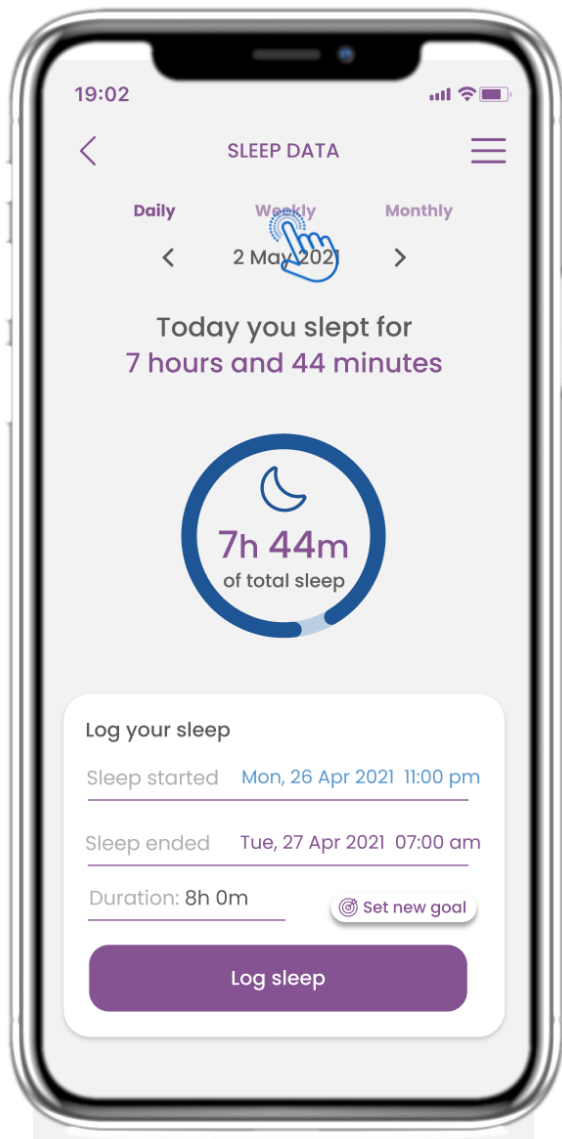 19:02
SLEEP DATA
Daily Weekly Monthly
2 May 2021
Today you slept for
7 hours and 44 minutes
7h 44m
of total sleep
Log your sleep
Sleep started Mon, 26 Apr 2021 11:00 pm
Sleep ended Tue, 27 Apr 2021 07:00 am
Duration: 8h 0m
Set new goal
Log sleep